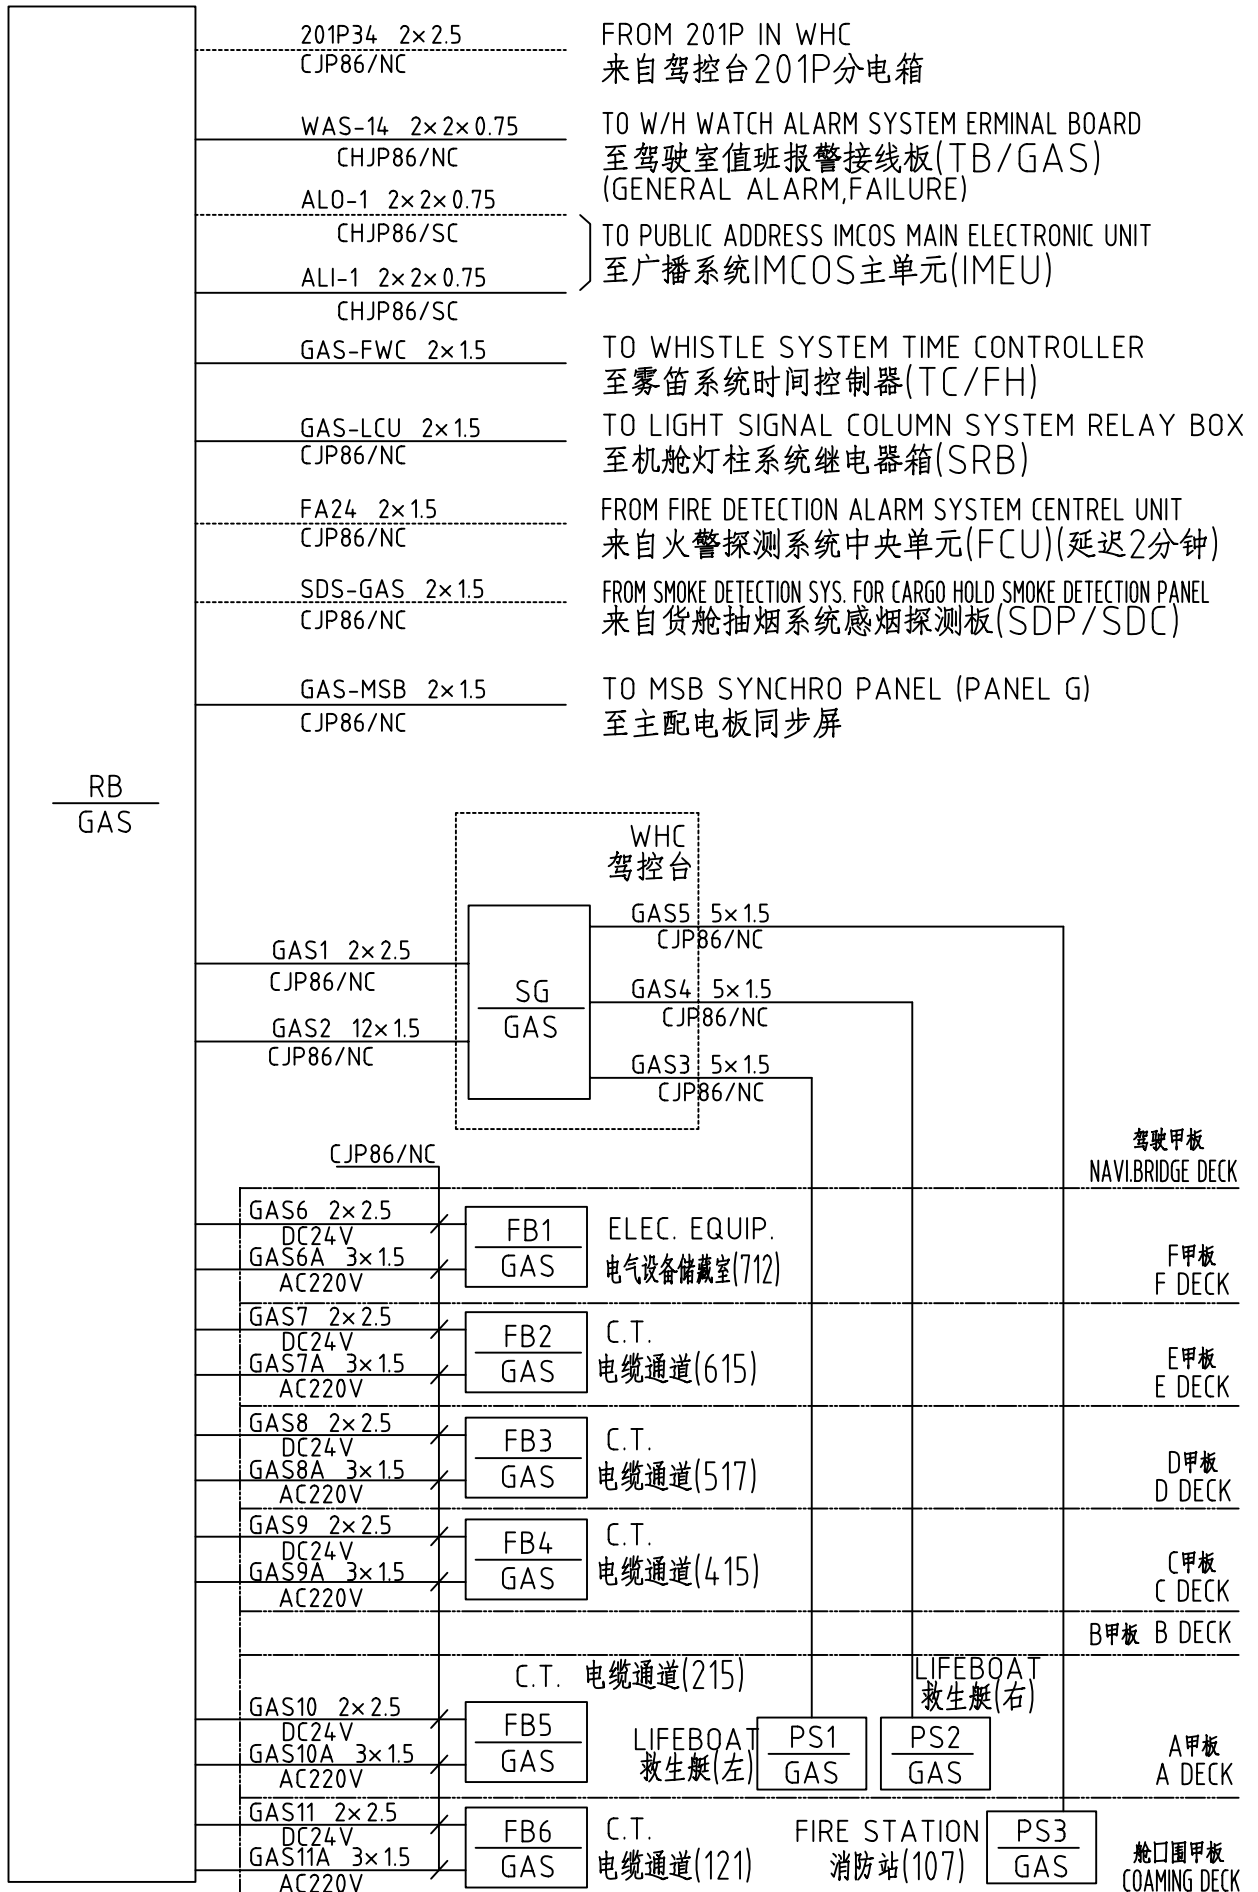 201P34 2×2.5
CJP86/NC
FROM 201P IN WHC
来自驾控台201P分电箱
WAS-14 2×2×0.75
CHJP86/NC
TO W/H WATCH ALARM SYSTEM ERMINAL BOARD
至驾驶室值班报警接线板(TB/GAS)
(GENERAL ALARM,FAILURE)
ALO-1 2×2×0.75
CHJP86/SC
ALI-1 2×2×0.75
CHJP86/SC
TO PUBLIC ADDRESS IMCOS MAIN ELECTRONIC UNIT
至广播系统IMCOS主单元(IMEU)
GAS-FWC 2×1.5
TO WHISTLE SYSTEM TIME CONTROLLER
至雾笛系统时间控制器(TC/FH)
GAS-LCU 2×1.5
CJP86/NC
TO LIGHT SIGNAL COLUMN SYSTEM RELAY BOX
至机舱灯柱系统继电器箱(SRB)
FA24 2×1.5
CJP86/NC
FROM FIRE DETECTION ALARM SYSTEM CENTREL UNIT
来自火警探测系统中央单元(FCU)(延迟2分钟)
SDS-GAS 2×1.5
CJP86/NC
FROM SMOKE DETECTION SYS. FOR CARGO HOLD SMOKE DETECTION PANEL
来自货舱抽烟系统感烟探测板(SDP/SDC)
GAS-MSB 2×1.5
CJP86/NC
TO MSB SYNCHRO PANEL (PANEL G)
至主配电板同步屏
RB
GAS
WHC
驾控台
GAS1 2×2.5
CJP86/NC
GAS2 12×1.5
CJP86/NC
SG
GAS
GAS5 5×1.5
CJP86/NC
GAS4 5×1.5
CJP86/NC
GAS3 5×1.5
CJP86/NC
CJP86/NC
驾驶甲板
NAVI.BRIDGE DECK
GAS6 2×2.5
DC24V
GAS6A 3×1.5
AC220V
FB1
GAS
ELEC. EQUIP.
电气设备储藏室(712)
F甲板
F DECK
GAS7 2×2.5
DC24V
GAS7A 3×1.5
AC220V
FB2
GAS
C.T.
电缆通道(615)
E甲板
E DECK
GAS8 2×2.5
DC24V
GAS8A 3×1.5
AC220V
FB3
GAS
C.T.
电缆通道(517)
D甲板
D DECK
GAS9 2×2.5
DC24V
GAS9A 3×1.5
AC220V
FB4
GAS
C.T.
电缆通道(415)
C甲板
C DECK
B甲板 B DECK
C.T. 电缆通道(215)
GAS10 2×2.5
DC24V
GAS10A 3×1.5
AC220V
FB5
GAS
LIFEBOAT
救生艇(左)
PS1
GAS
LIFEBOAT
救生艇(右)
PS2
GAS
A甲板
A DECK
GAS11 2×2.5
DC24V
GAS11A 3×1.5
AC220V
FB6
GAS
C.T.
电缆通道(121)
FIRE STATION
消防站(107)
PS3
GAS
舱口围甲板
COAMING DECK